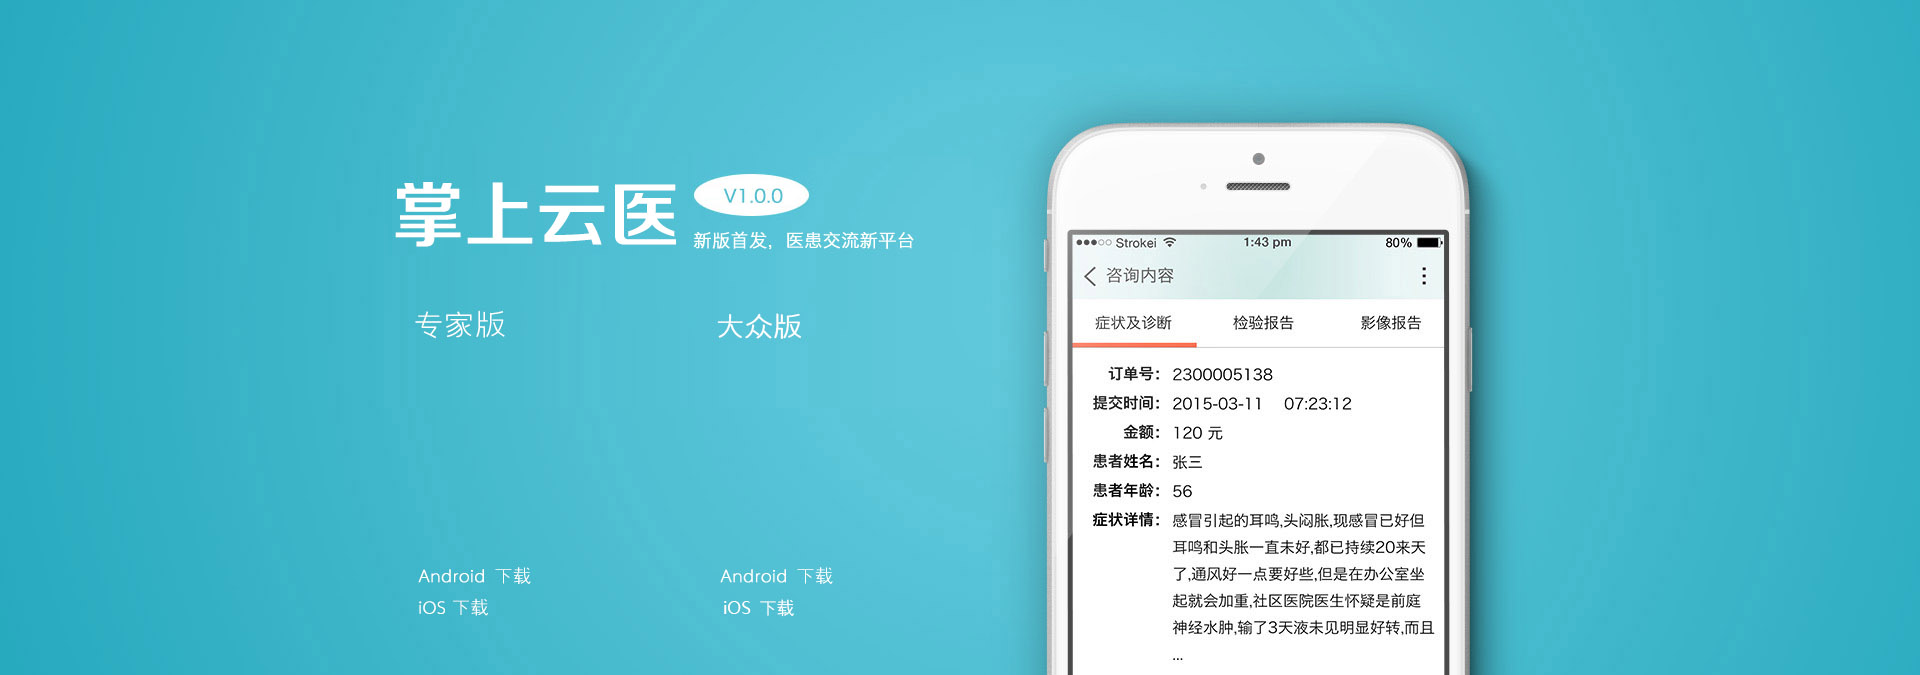 掌上云医
V1.0.0
新版首发，医患交流新平台
专家版
大众版
Android 下载
iOS 下载
Android 下载
iOS 下载
Strokei 1:43 pm 80%
咨询内容
症状及诊断 检验报告 影像报告
订单号： 2300005138
提交时间： 2015-03-11 07:23:12
金额： 120 元
患者姓名： 张三
患者年龄： 56
症状详情： 感冒引起的耳鸣,头闷胀,现感冒已好但
耳鸣和头胀一直未好,都已持续20来天
了,通风好一点要好些,但是在办公室坐
起就会加重,社区医院医生怀疑是前庭
神经水肿,输了3天液未见明显好转,而且
...